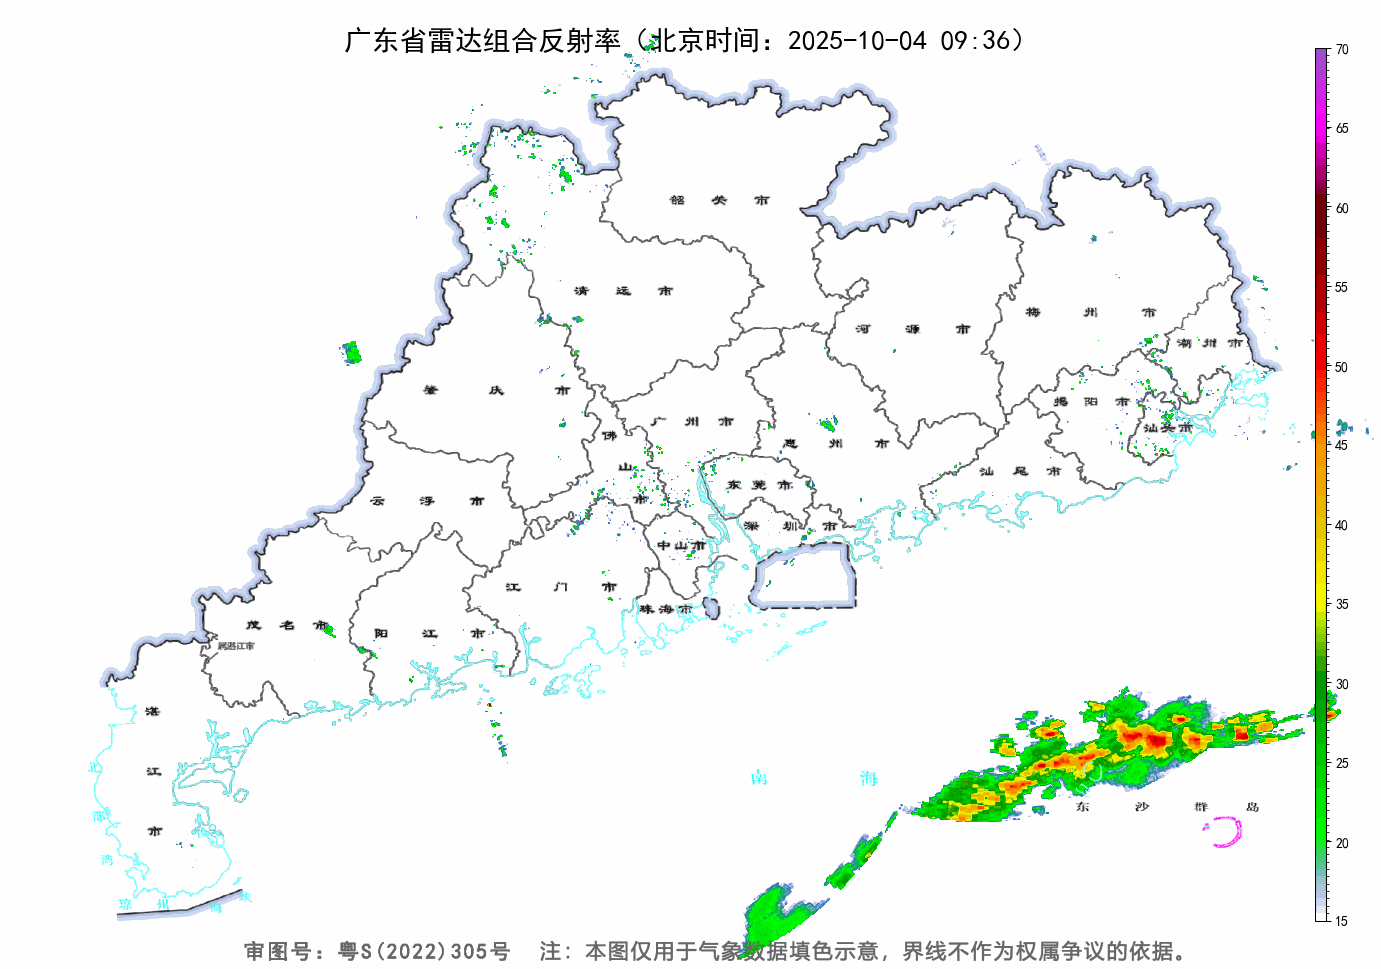 广东省雷达组合反射率（北京时间：2025-10-04 09:36）
70
65
60
55
50
45
40
35
30
25
20
15
韶关市
清远市
河源市
梅州市
潮州市
肇庆市
广州市
佛山市
惠州市
揭阳市
汕头市
汕尾市
云浮市
东莞市
深圳市
中山市
江门市
珠海市
茂名市
阳江市
属湛江市
湛江市
北部湾
琼州海峡
南海
东沙群岛
审图号：粤S(2022)305号 注：本图仅用于气象数据填色示意，界线不作为权属争议的依据。